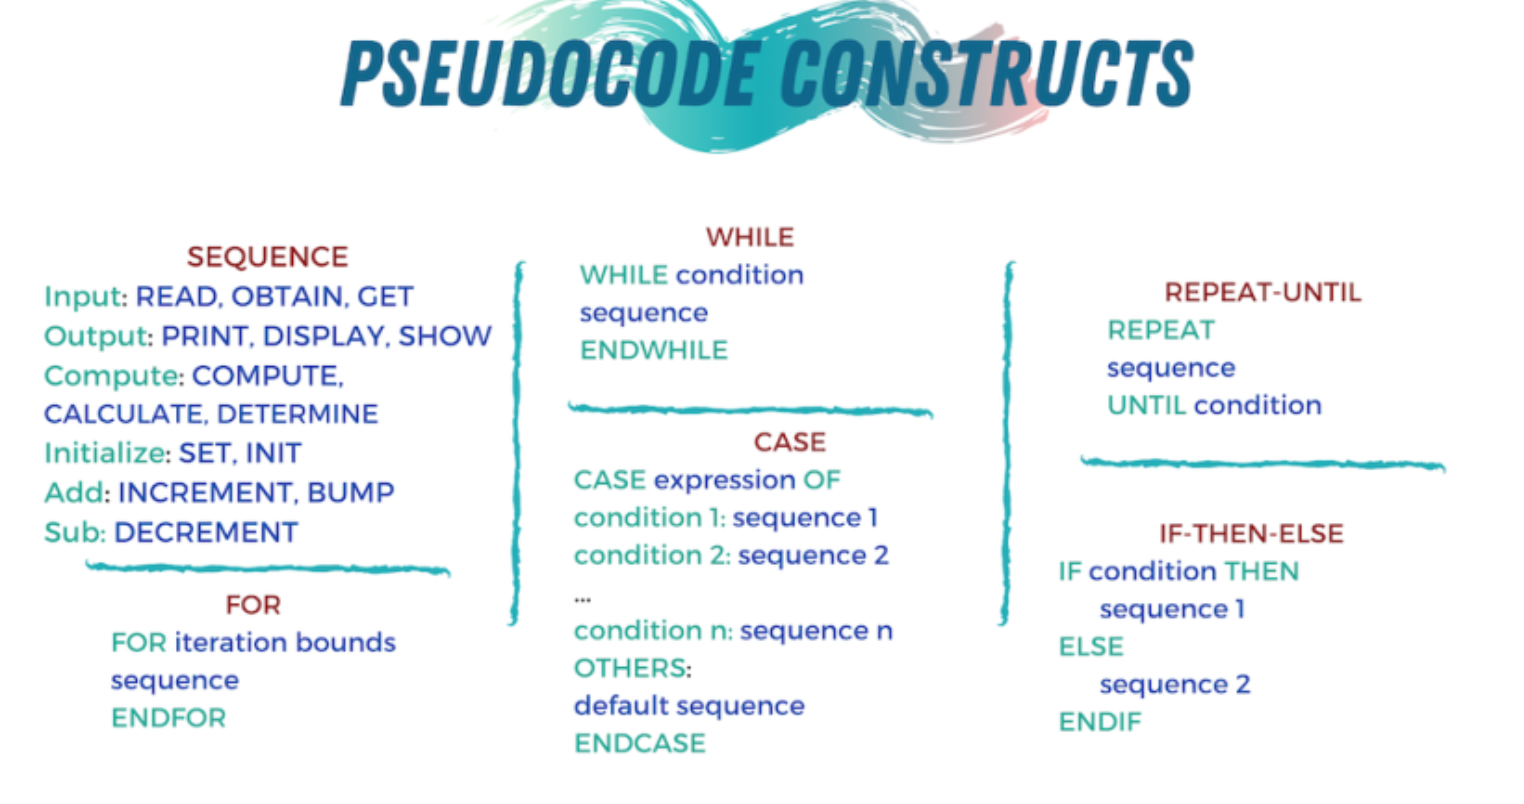 PSEUDOCODE CONSTRUCTS
SEQUENCE
Input: READ, OBTAIN, GET
Output: PRINT, DISPLAY, SHOW
Compute: COMPUTE,
CALCULATE, DETERMINE
Initialize: SET, INIT
Add: INCREMENT, BUMP
Sub: DECREMENT
FOR
FOR iteration bounds
sequence
ENDFOR
WHILE
WHILE condition
sequence
ENDWHILE
CASE
CASE expression OF
condition 1: sequence 1
condition 2: sequence 2
...
condition n: sequence n
OTHERS:
default sequence
ENDCASE
REPEAT-UNTIL
REPEAT
sequence
UNTIL condition
IF-THEN-ELSE
IF condition THEN
sequence 1
ELSE
sequence 2
ENDIF